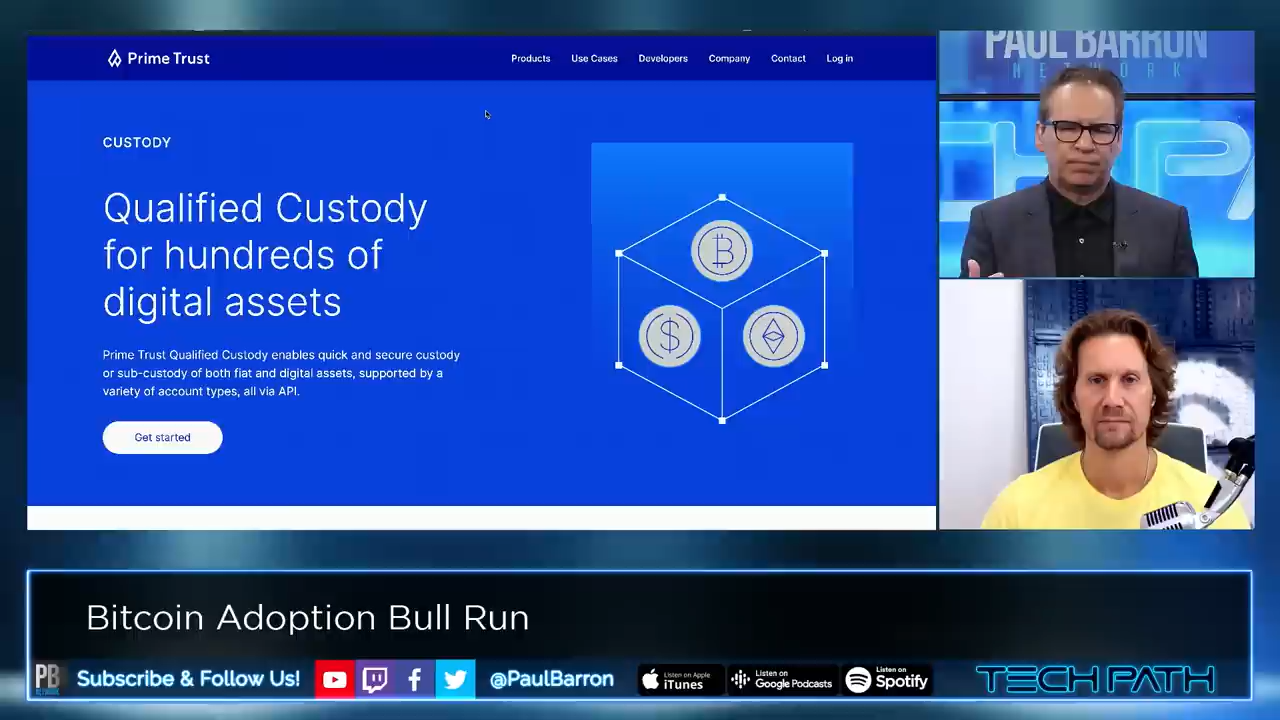 Prime Trust
Products
Use Cases
Developers
Company
Contact
Log in
CUSTODY
Qualified Custody
for hundreds of
digital assets
Prime Trust Qualified Custody enables quick and secure custody
or sub-custody of both fiat and digital assets, supported by a
variety of account types, all via API.
Get started
PAUL BARRON
NETWORK
Bitcoin Adoption Bull Run
PB
NETWORK
Subscribe & Follow Us!
@PaulBarron
Listen on Apple
iTunes
Listen on
Google Podcasts
Listen on
Spotify
TECH PATH